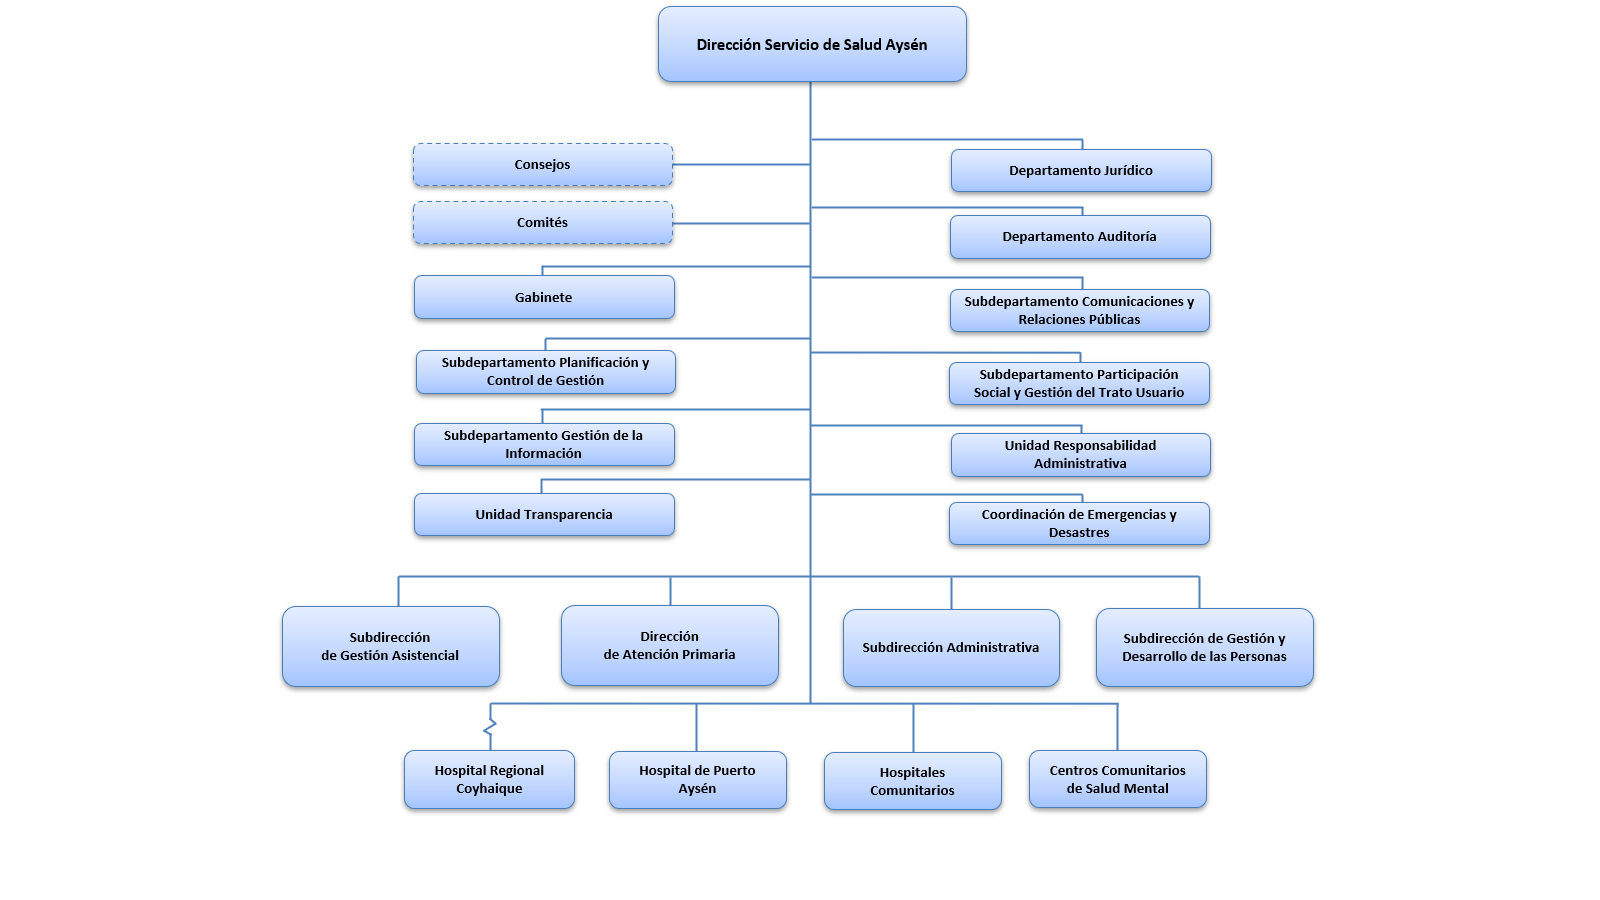 Dirección Servicio de Salud Aysén
Consejos
Departamento Jurídico
Comités
Departamento Auditoría
Gabinete
Subdepartamento Comunicaciones y
Relaciones Públicas
Subdepartamento Planificación y
Control de Gestión
Subdepartamento Participación
Social y Gestión del Trato Usuario
Subdepartamento Gestión de la
Información
Unidad Responsabilidad
Administrativa
Unidad Transparencia
Coordinación de Emergencias y
Desastres
Subdirección
de Gestión Asistencial
Dirección
de Atención Primaria
Subdirección Administrativa
Subdirección de Gestión y
Desarrollo de las Personas
Hospital Regional
Coyhaique
Hospital de Puerto
Aysén
Hospitales
Comunitarios
Centros Comunitarios
de Salud Mental